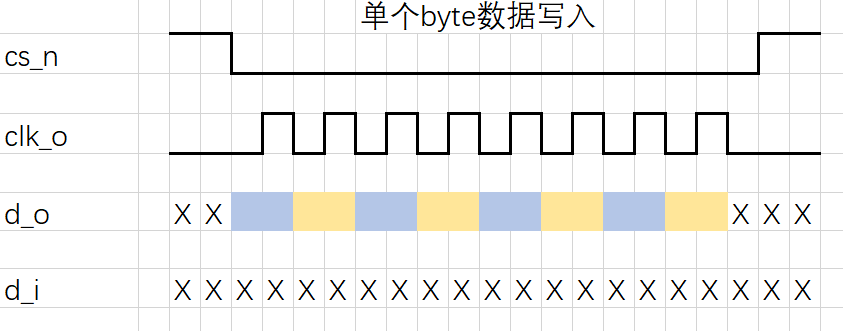 单个byte数据写入
cs_n
clk_o
d_o X X X X X
d_i X X X X X X X X X X X X X X X X X X X X X